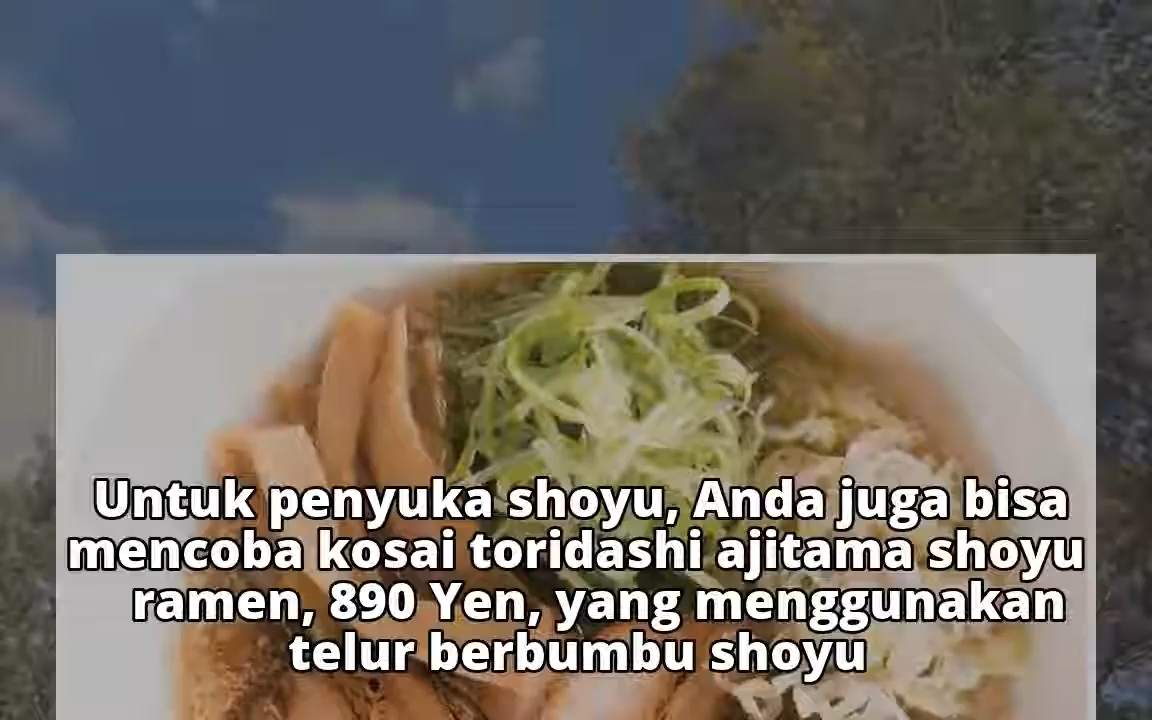 Untuk penyuka shoyu, Anda juga bisa
mencoba kosai toridashi ajitama shoyu
ramen, 890 Yen, yang menggunakan
telur berbumbu shoyu